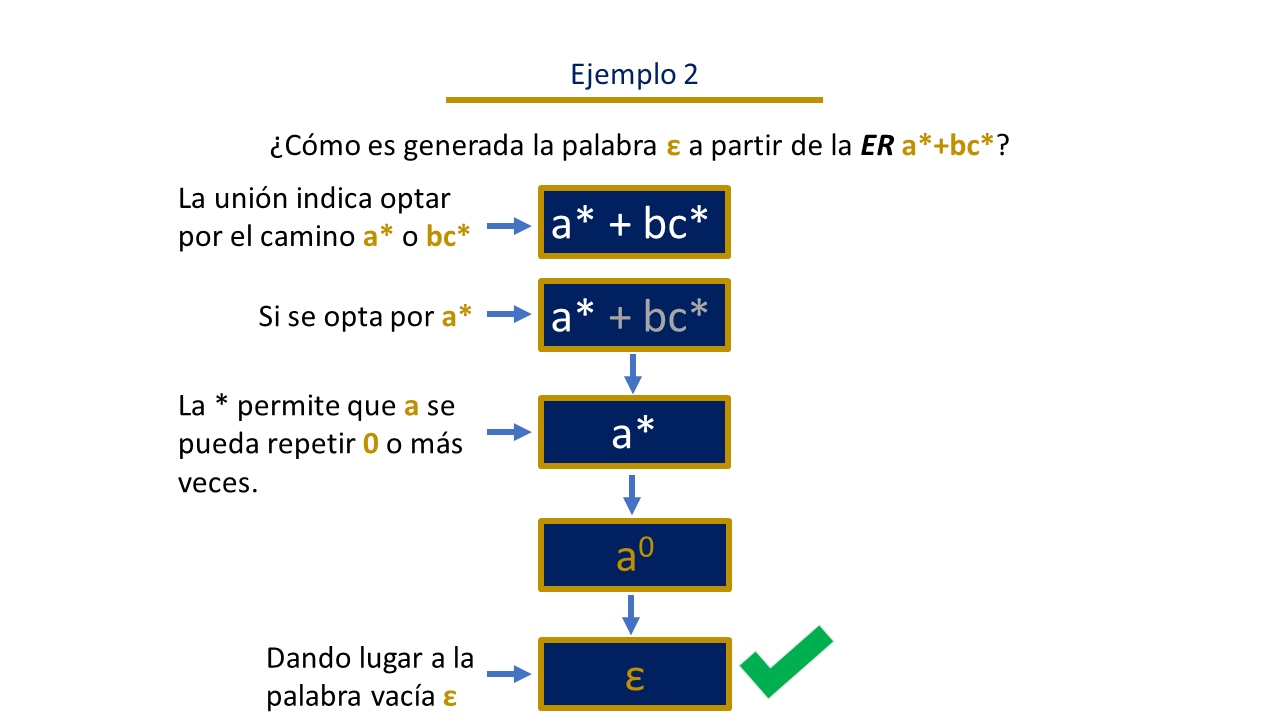 Ejemplo 2
¿Cómo es generada la palabra ε a partir de la ER a*+bc*?
La unión indica optar
por el camino a* o bc*
a* + bc*
Si se opta por a*
a* + bc*
La * permite que a se
pueda repetir 0 o más
veces.
a*
a⁰
Dando lugar a la
palabra vacía ε
ε